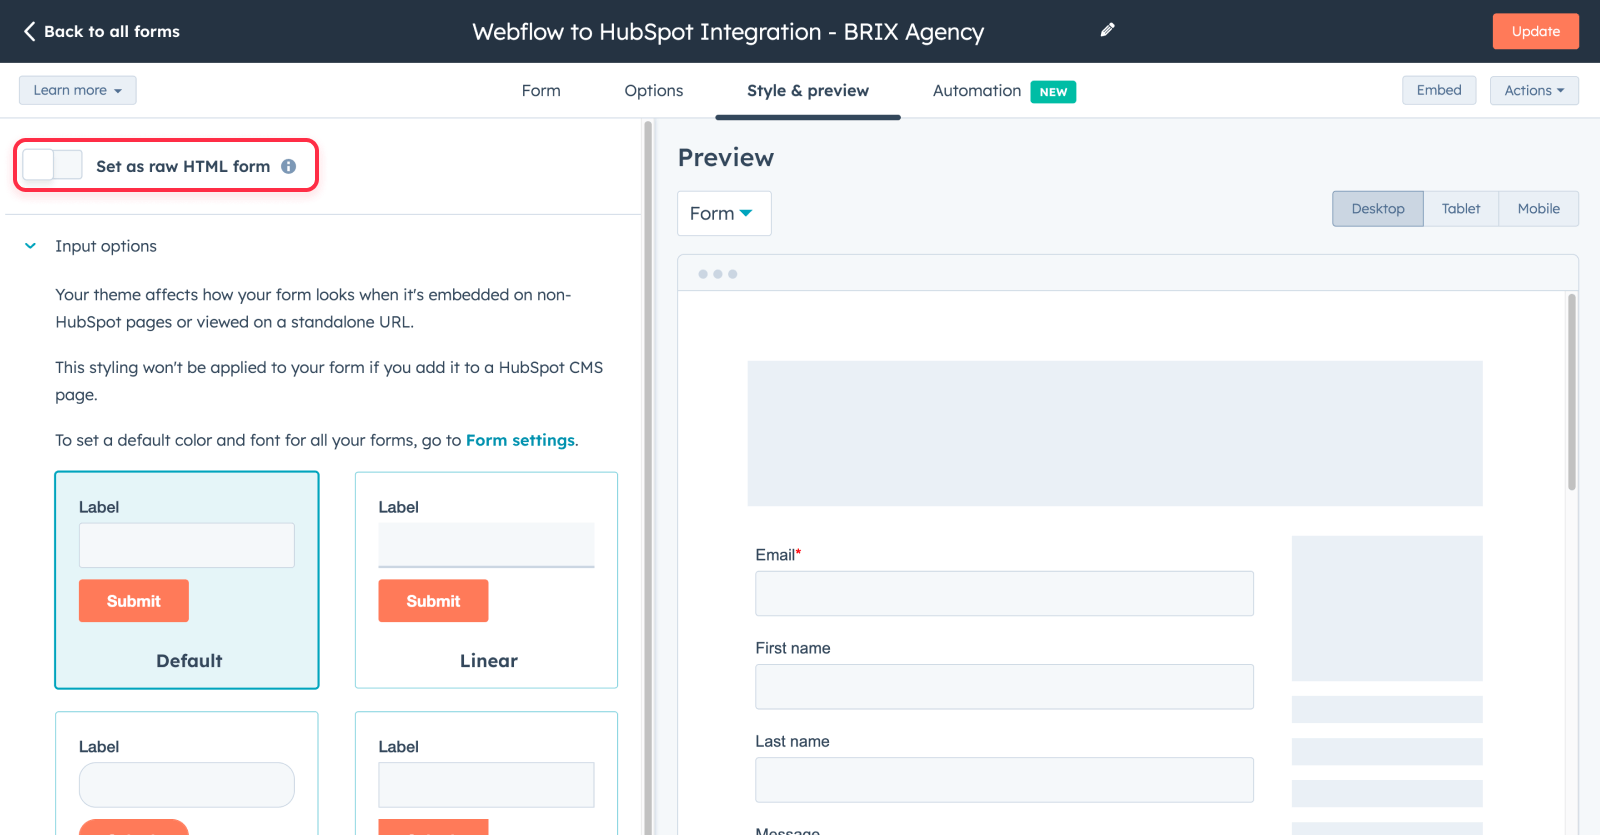 Back to all forms
Webflow to HubSpot Integration - BRIX Agency
Update
Learn more
Form
Options
Style & preview
Automation
NEW
Embed
Actions
Set as raw HTML form
Input options
Your theme affects how your form looks when it's embedded on non-
HubSpot pages or viewed on a standalone URL.
This styling won't be applied to your form if you add it to a HubSpot CMS
page.
To set a default color and font for all your forms, go to Form settings.
Label
Submit
Default
Label
Submit
Linear
Label
Label
Preview
Form
Desktop
Tablet
Mobile
Email*
First name
Last name
Message